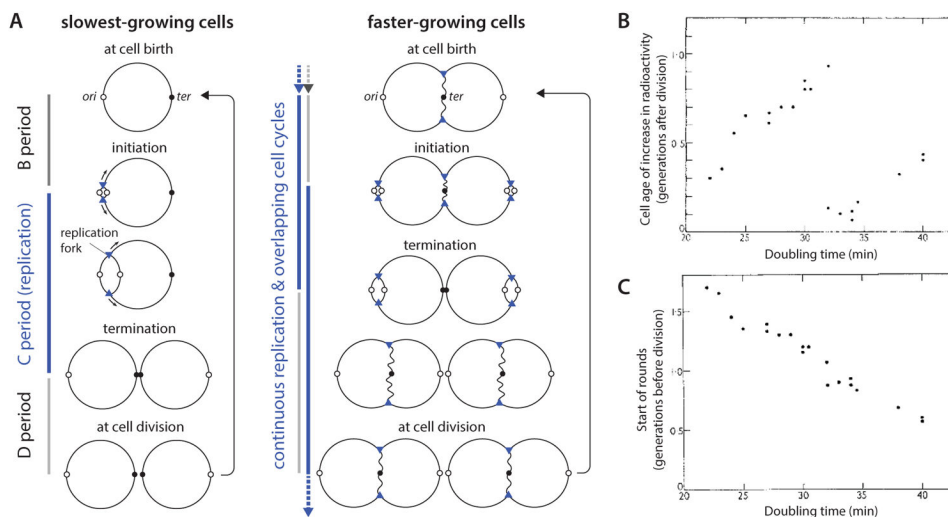 A
slowest-growing cells
at cell birth
ori
ter
B period
initiation
replication
fork
C period (replication)
termination
D period
at cell division
faster-growing cells
at cell birth
ori
ter
initiation
termination
continuous replication & overlapping cell cycles
at cell division
B
Cell age of increase in radioactivity
(generations after division)
1·0
0·5
0
20
25
30
35
40
Doubling time (min)
C
Start of rounds
(generations before division)
1·5
1·0
0·5
20
25
30
35
40
Doubling time (min)